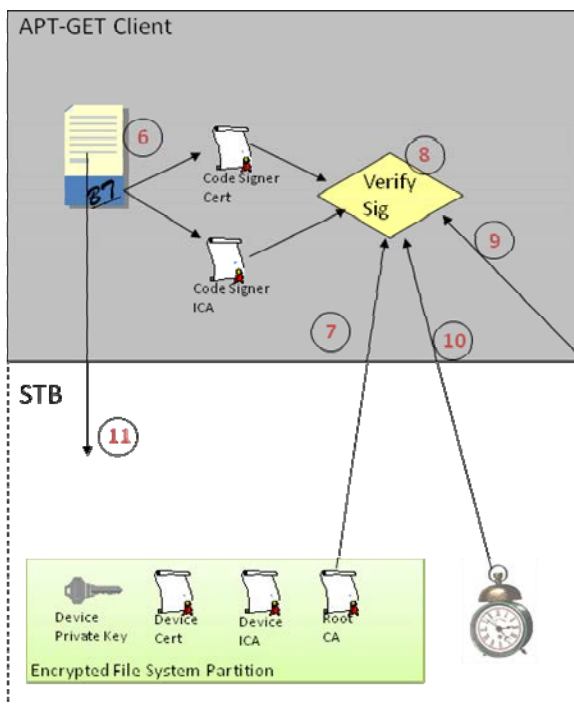 APT-GET Client
6
8
Code Signer
Cert
Verify
Sig
9
Code Signer
ICA
7
10
STB
11
Device
Private Key
Device
Cert
Device
ICA
Root
CA
Encrypted File System Partition